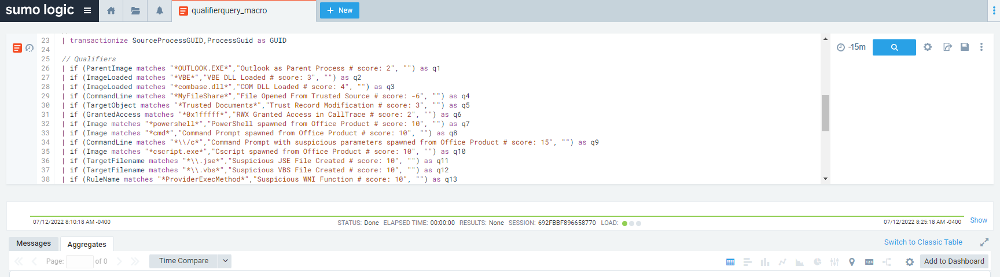 sumo logic
qualifierquery_macro
+ New
23 | transactionize SourceProcessGUID,ProcessGuid as GUID
24
25 // Qualifiers
26 | if (ParentImage matches "*OUTLOOK.EXE*","Outlook as Parent Process # score: 2", "") as q1
27 | if (ImageLoaded matches "*VBE*","VBE DLL Loaded # score: 3", "") as q2
28 | if (ImageLoaded matches "*combase.dll*","COM DLL Loaded # score: 4", "") as q3
29 | if (CommandLine matches "*MyFileShare*","File Opened From Trusted Source # score: -6", "") as q4
30 | if (TargetObject matches "*Trusted Documents*","Trust Record Modification # score: 3", "") as q5
31 | if (GrantedAccess matches "*0x1fffff*","RWX Granted Access in CallTrace # score: 2", "") as q6
32 | if (Image matches "*powershell*","PowerShell spawned from Office Product # score: 10", "") as q7
33 | if (Image matches "*cmd*","Command Prompt spawned from Office Product # score: 10", "") as q8
34 | if (CommandLine matches "*\\/c*","Command Prompt with suspicious parameters spawned from Office Product # score: 15", "") as q9
35 | if (Image matches "*cscript.exe*","Cscript spawned from Office Product # score: 10", "") as q10
36 | if (TargetFilename matches "*\\.jse*","Suspicious JSE File Created # score: 10", "") as q11
37 | if (TargetFilename matches "*\\.vbs*","Suspicious VBS File Created # score: 10", "") as q12
38 | if (RuleName matches "*ProviderExecMethod*","Suspicious WMI Function # score: 10", "") as q13
-15m
07/12/2022 8:10:18 AM -0400
STATUS: Done ELAPSED TIME: 00:00:00 RESULTS: None SESSION: 692FBBF896658770 LOAD:
07/12/2022 8:25:18 AM -0400
Show
Messages
Aggregates
Switch to Classic Table
Page: of 0
Time Compare
123
Add to Dashboard